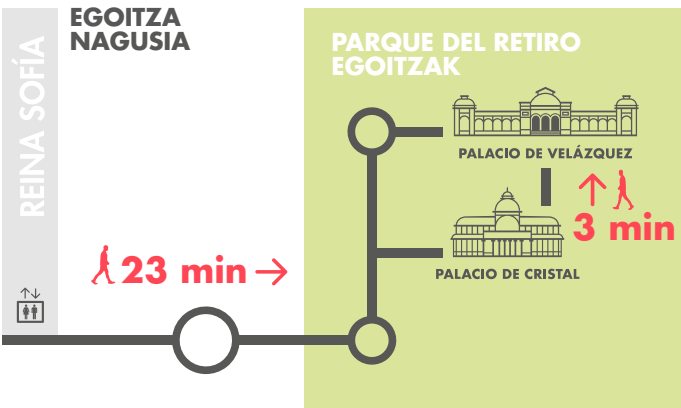 REINA SOFÍA
EGOITZA
NAGUSIA
PARQUE DEL RETIRO
EGOITZAK
PALACIO DE VELÁZQUEZ
3 min
23 min
PALACIO DE CRISTAL